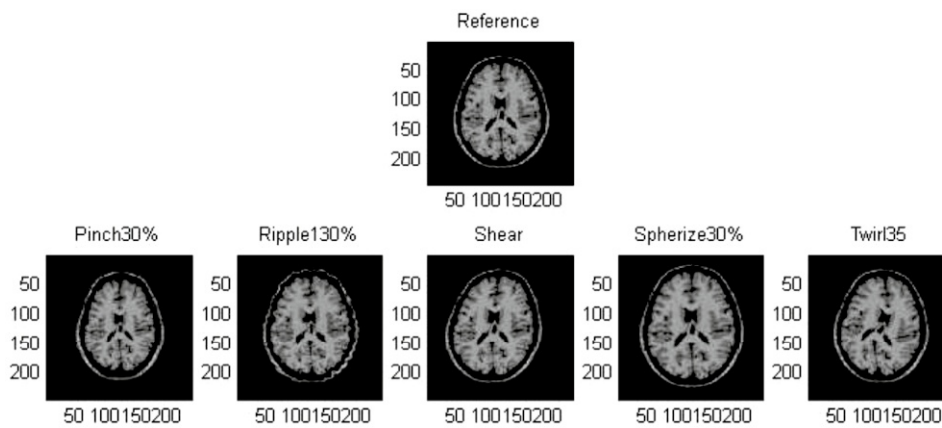 Reference
50
100
150
200
50 100150200
Pinch30% Ripple130% Shear Spherize30% Twirl35
50 50 50 50 50
100 100 100 100 100
150 150 150 150 150
200 200 200 200 200
50 100150200 50 100150200 50 100150200 50 100150200 50 100150200